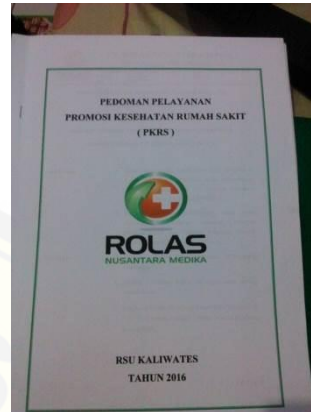 PEDOMAN PELAYANAN
PROMOSI KESEHATAN RUMAH SAKIT
( PKRS )
ROLAS
NUSANTARA MEDIKA
RSU KALIWATES
TAHUN 2016